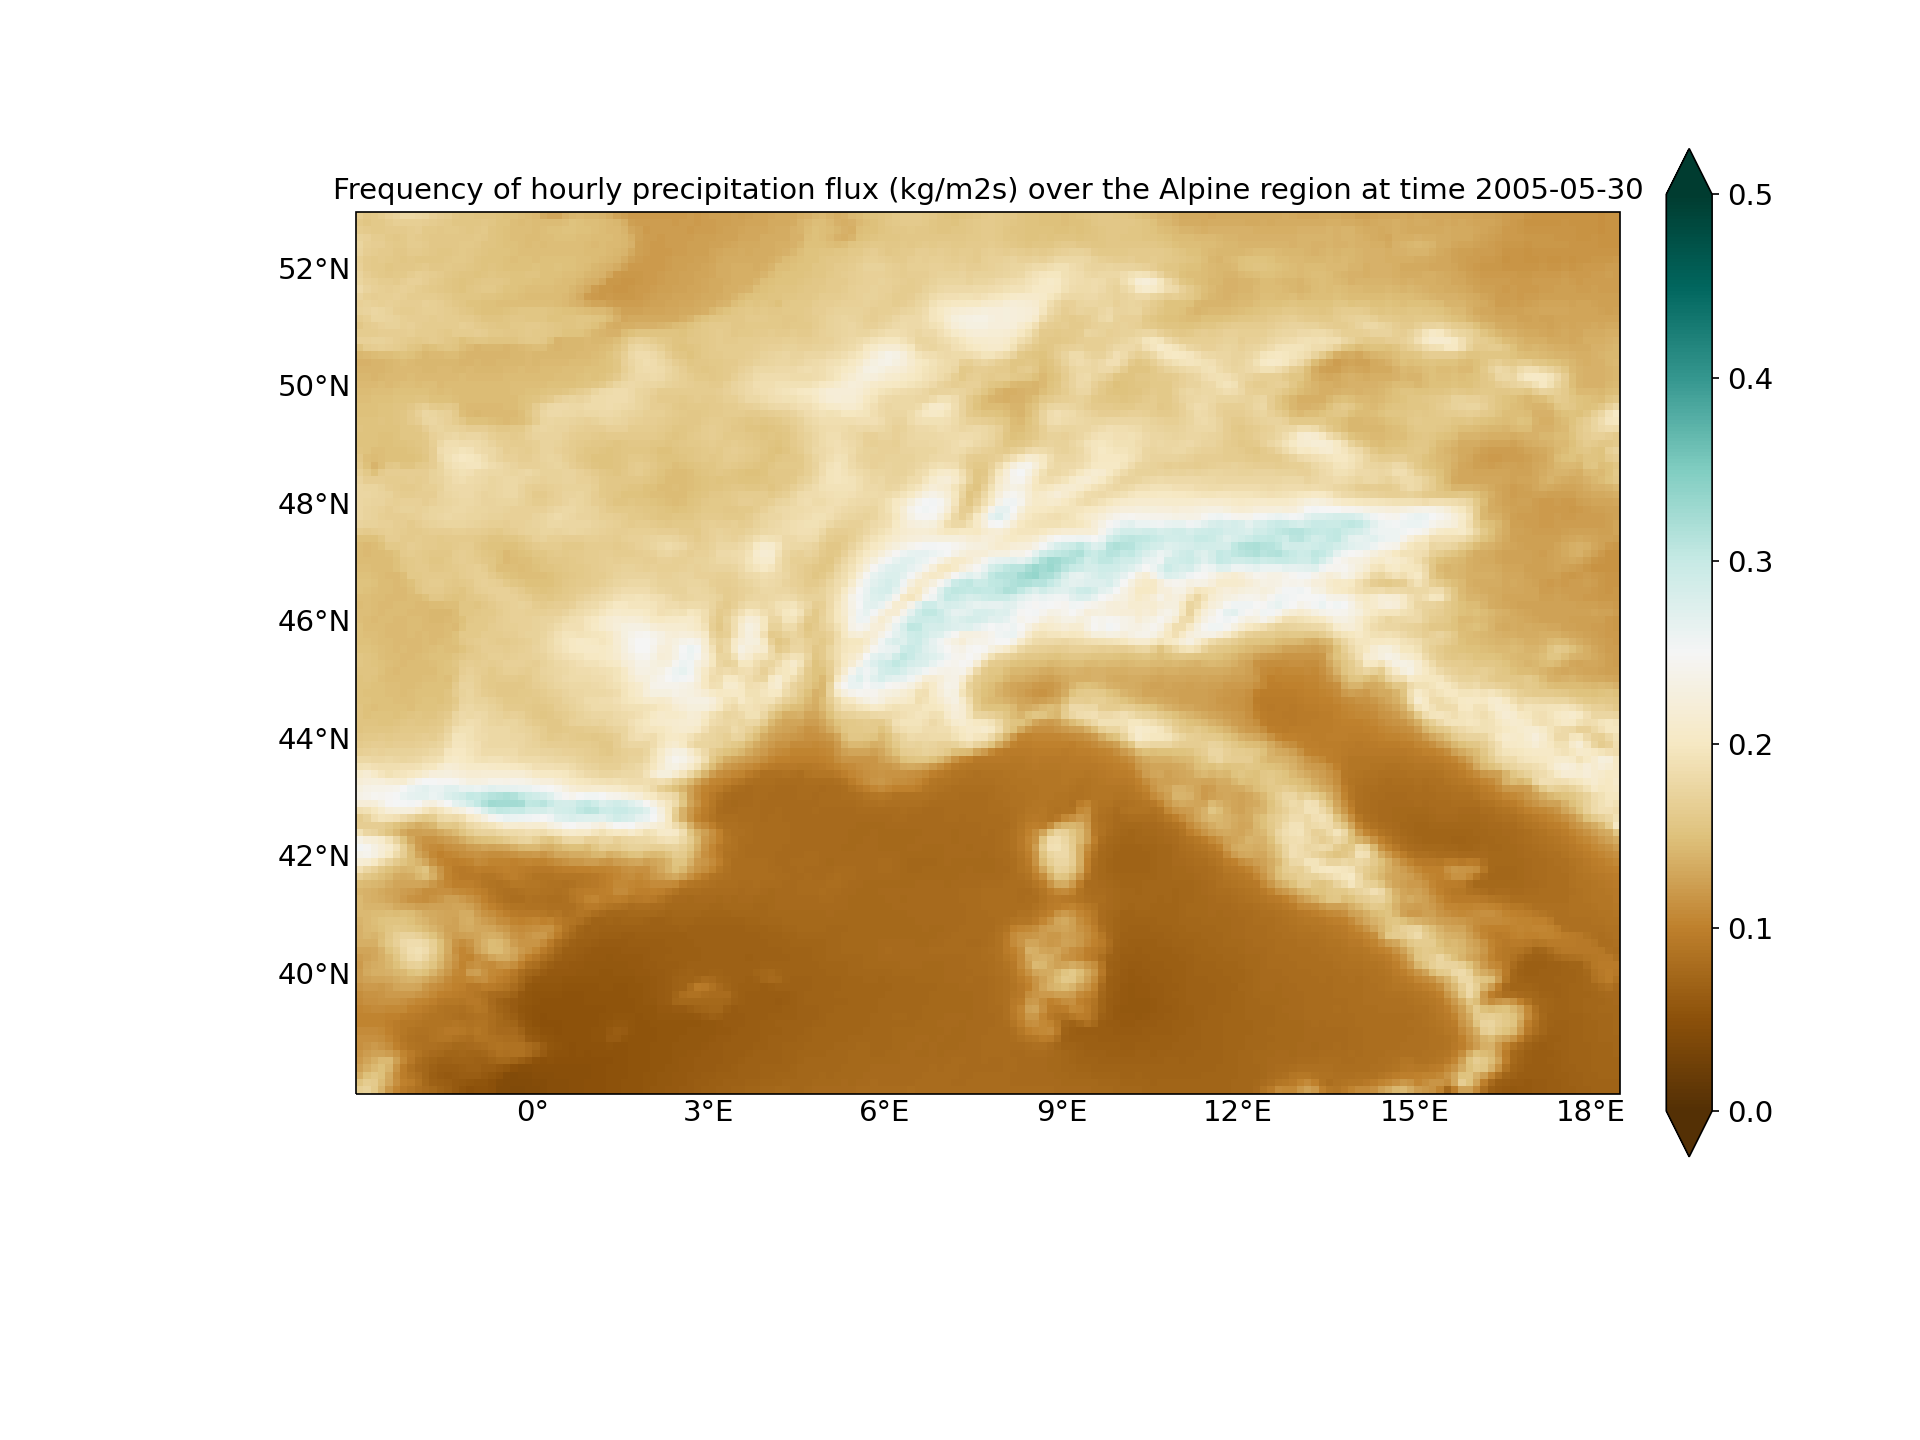 Frequency of hourly precipitation flux (kg/m2s) over the Alpine region at time 2005-05-30
0.5
52°N
0.4
50°N
48°N
0.3
46°N
0.2
44°N
42°N
0.1
40°N
0.0
0° 3°E 6°E 9°E 12°E 15°E 18°E